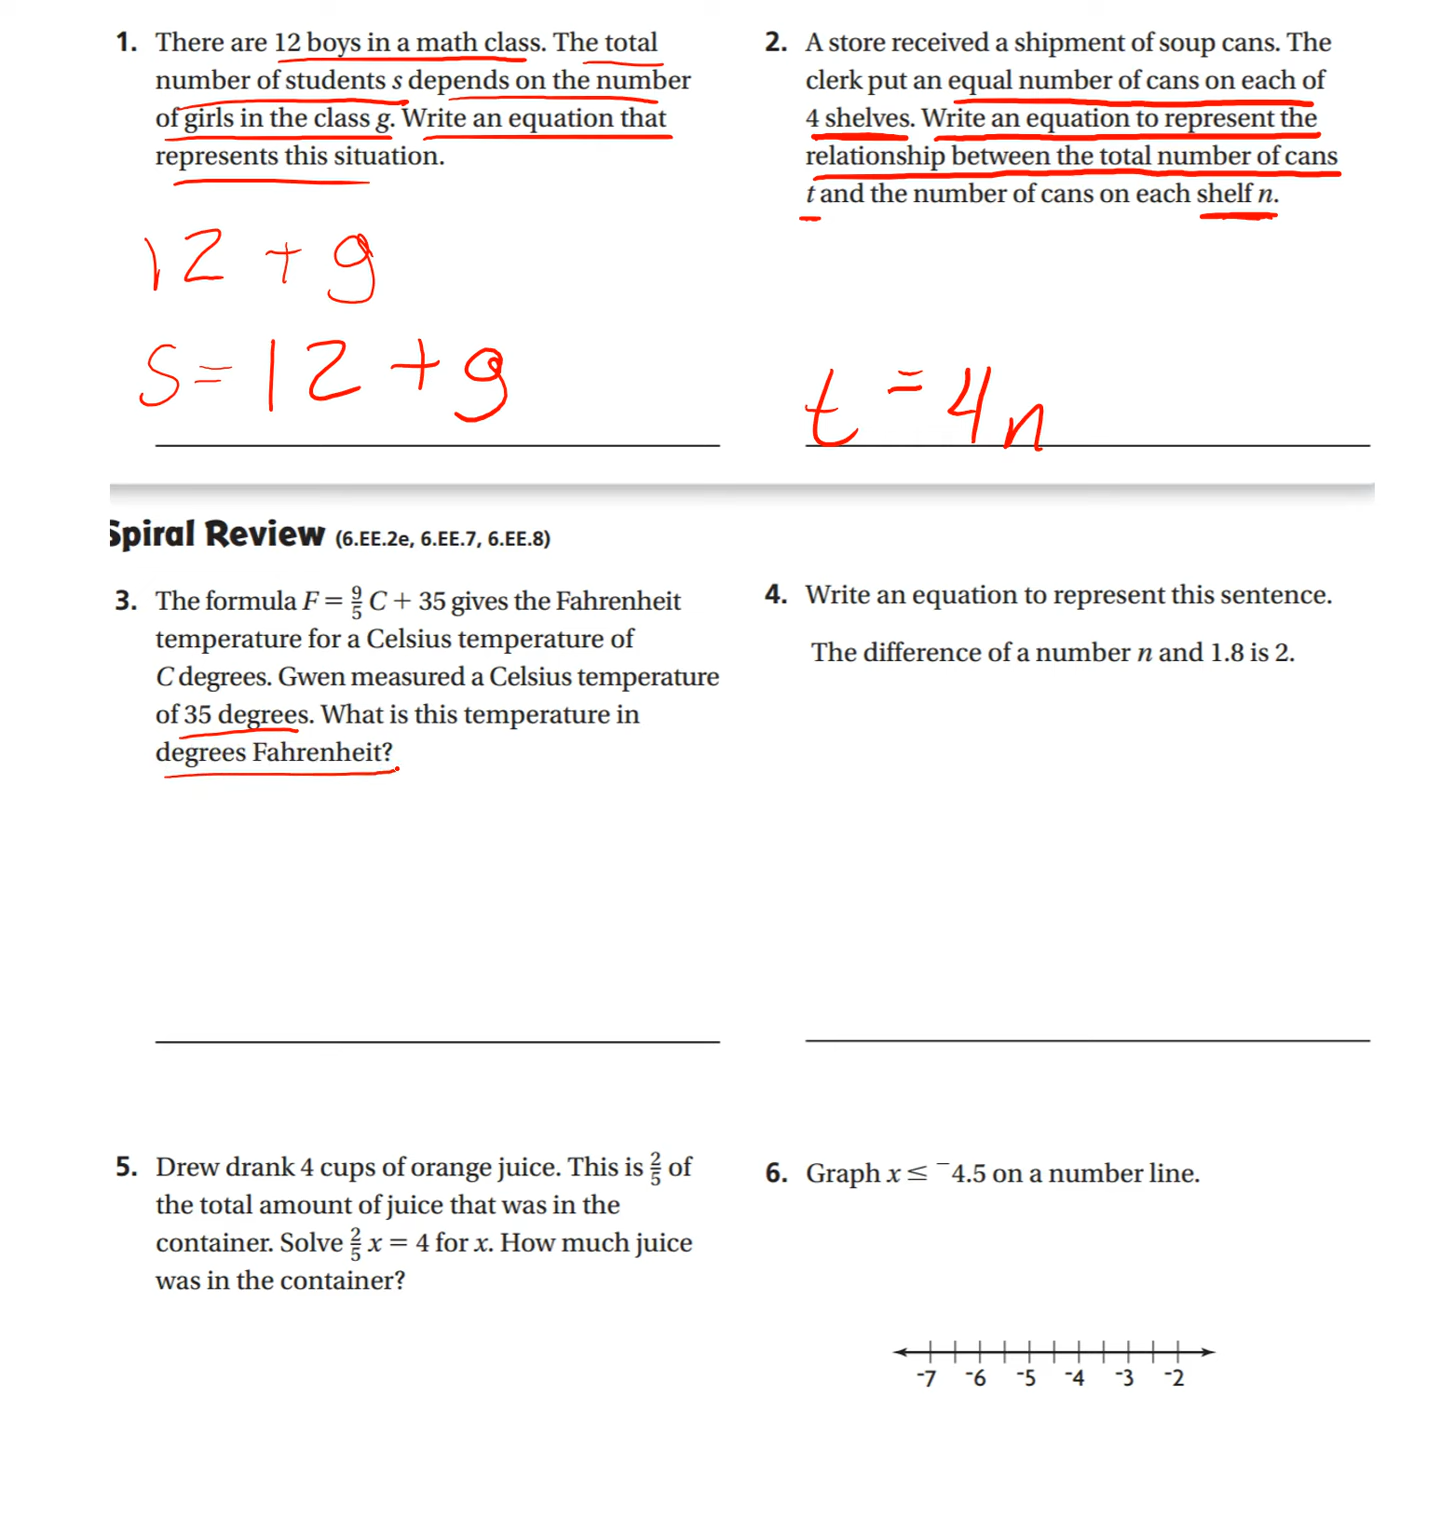 1. There are 12 boys in a math class. The total
number of students s depends on the number
of girls in the class g. Write an equation that
represents this situation.
12 + g
s = 12 + g
2. A store received a shipment of soup cans. The
clerk put an equal number of cans on each of
4 shelves. Write an equation to represent the
relationship between the total number of cans
t and the number of cans on each shelf n.
t = 4n
Spiral Review (6.EE.2e, 6.EE.7, 6.EE.8)
3. The formula F = 9/5 C + 35 gives the Fahrenheit
temperature for a Celsius temperature of
C degrees. Gwen measured a Celsius temperature
of 35 degrees. What is this temperature in
degrees Fahrenheit?
4. Write an equation to represent this sentence.
The difference of a number n and 1.8 is 2.
5. Drew drank 4 cups of orange juice. This is 2/5 of
the total amount of juice that was in the
container. Solve 2/5 x = 4 for x. How much juice
was in the container?
6. Graph x ≤ ⁻4.5 on a number line.
-7 -6 -5 -4 -3 -2